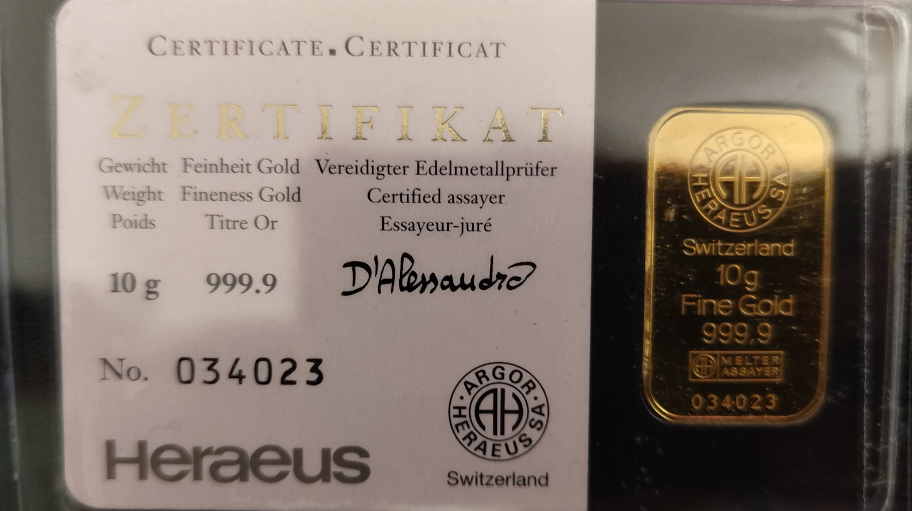 CERTIFICATE.CERTIFICAT
ZERTIFIKAT
Gewicht Feinheit Gold Vereidigter Edelmetallprüfer
Weight Fineness Gold Certified assayer
Poids Titre Or Essayeur-juré
10 g 999.9 D'Alessandro
No. 034023
ARGOR HERAEUS SA
AH
Heraeus
Switzerland
ARGOR HERAEUS SA
AH
Switzerland
10g
Fine Gold
999,9
AH MELTER
ASSAYER
034023